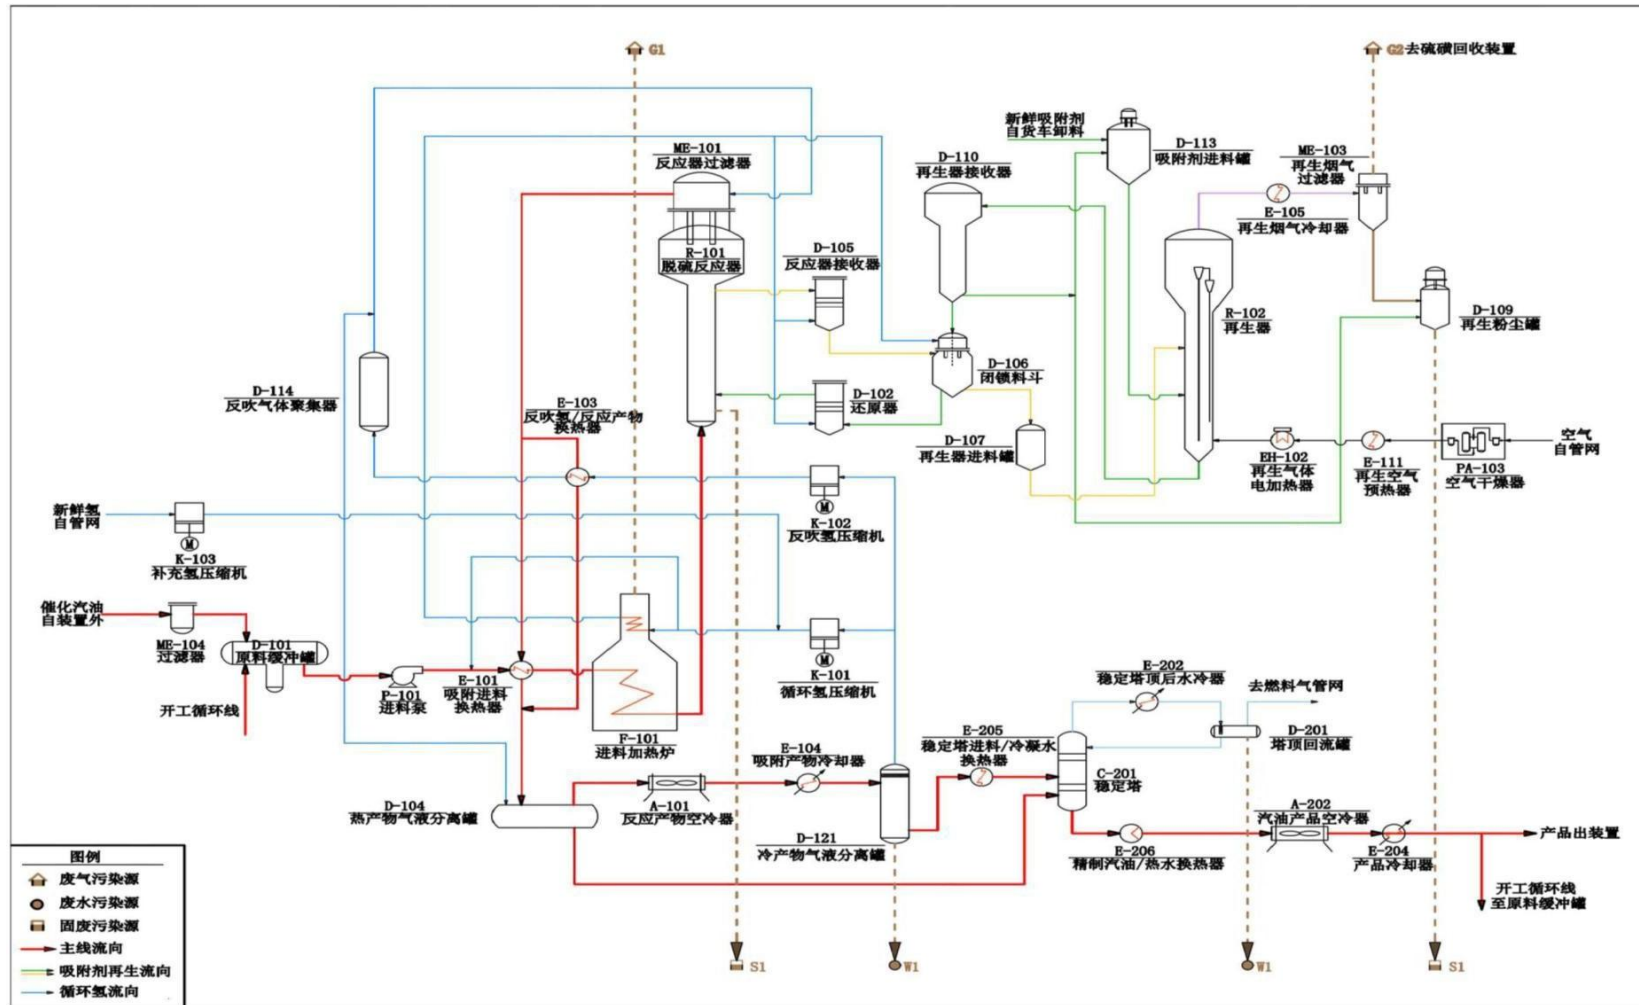 G1
G2去硫磺回收装置
新鲜吸附剂
自货车卸料
ME-101
反应器过滤器
D-110
再生器接收器
D-113
吸附剂进料罐
ME-103
再生烟气
过滤器
E-105
再生烟气冷却器
R-101
脱硫反应器
D-105
反应器接收器
R-102
再生器
D-109
再生粉尘罐
D-106
闭锁料斗
D-114
反吹气体聚集器
E-103
反吹氢/反应产物
换热器
D-102
还原器
D-107
再生器进料罐
EH-102
再生气体
电加热器
E-111
再生空气
预热器
PA-103
空气干燥器
空气
自管网
新鲜氢
自管网
M
K-103
补充氢压缩机
M
K-102
反吹氢压缩机
催化汽油
自装置外
ME-104
过滤器
D-101
原料缓冲罐
开工循环线
P-101
进料泵
E-101
吸附进料
换热器
F-101
进料加热炉
M
K-101
循环氢压缩机
E-202
稳定塔顶后水冷器
去燃料气管网
D-201
塔顶回流罐
E-205
稳定塔进料/冷凝水
换热器
C-201
稳定塔
E-104
吸附产物冷却器
D-104
热产物气液分离罐
A-101
反应产物空冷器
D-121
冷产物气液分离罐
E-206
精制汽油/热水换热器
A-202
汽油产品空冷器
E-204
产品冷却器
产品出装置
开工循环线
至原料缓冲罐
图例
废气污染源
废水污染源
固废污染源
主线流向
吸附剂再生流向
循环氢流向
S1
W1
W1
S1